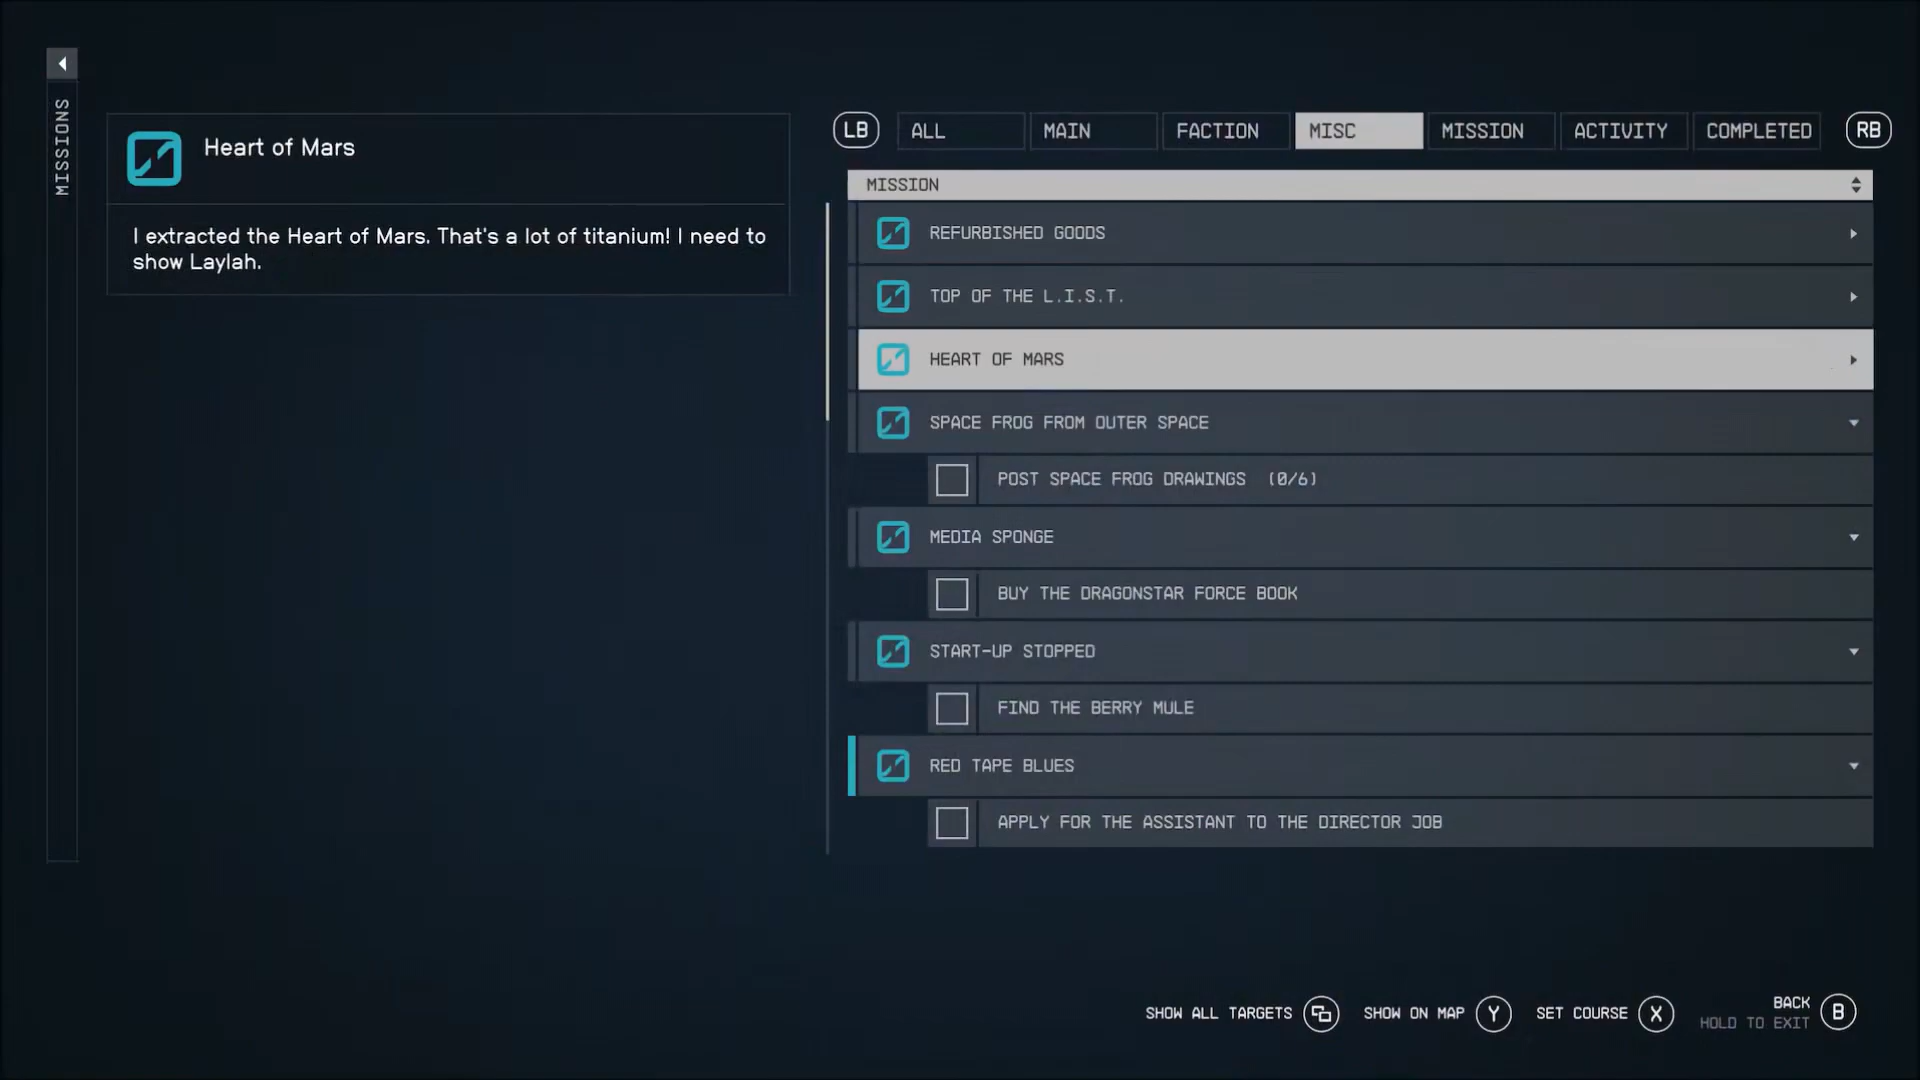 MISSIONS
Heart of Mars
I extracted the Heart of Mars. That's a lot of titanium! I need to
show Laylah.
LB ALL MAIN FACTION MISC MISSION ACTIVITY COMPLETED RB
MISSION
REFURBISHED GOODS
TOP OF THE L.I.S.T.
HEART OF MARS
SPACE FROG FROM OUTER SPACE
POST SPACE FROG DRAWINGS (0/6)
MEDIA SPONGE
BUY THE DRAGONSTAR FORCE BOOK
START-UP STOPPED
FIND THE BERRY MULE
RED TAPE BLUES
APPLY FOR THE ASSISTANT TO THE DIRECTOR JOB
SHOW ALL TARGETS SHOW ON MAP Y SET COURSE X BACK B
HOLD TO EXIT